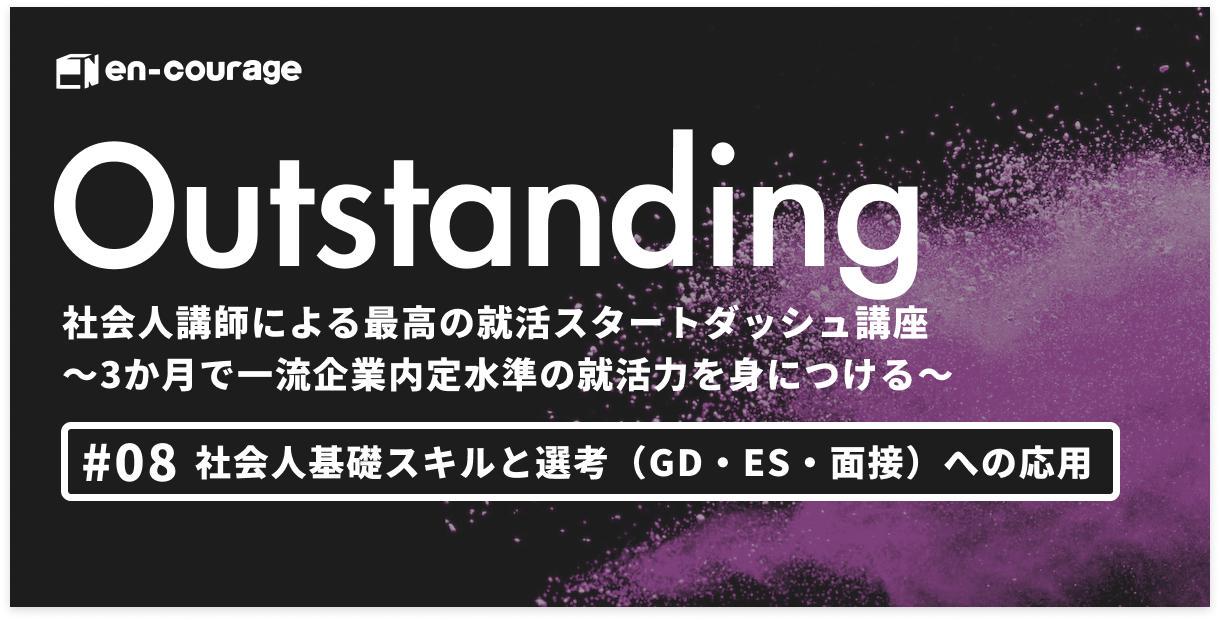 en-courage
Outstanding
社会人講師による最高の就活スタートダッシュ講座
〜3か月で一流企業内定水準の就活力を身につける〜
#08 社会人基礎スキルと選考（GD・ES・面接）への応用